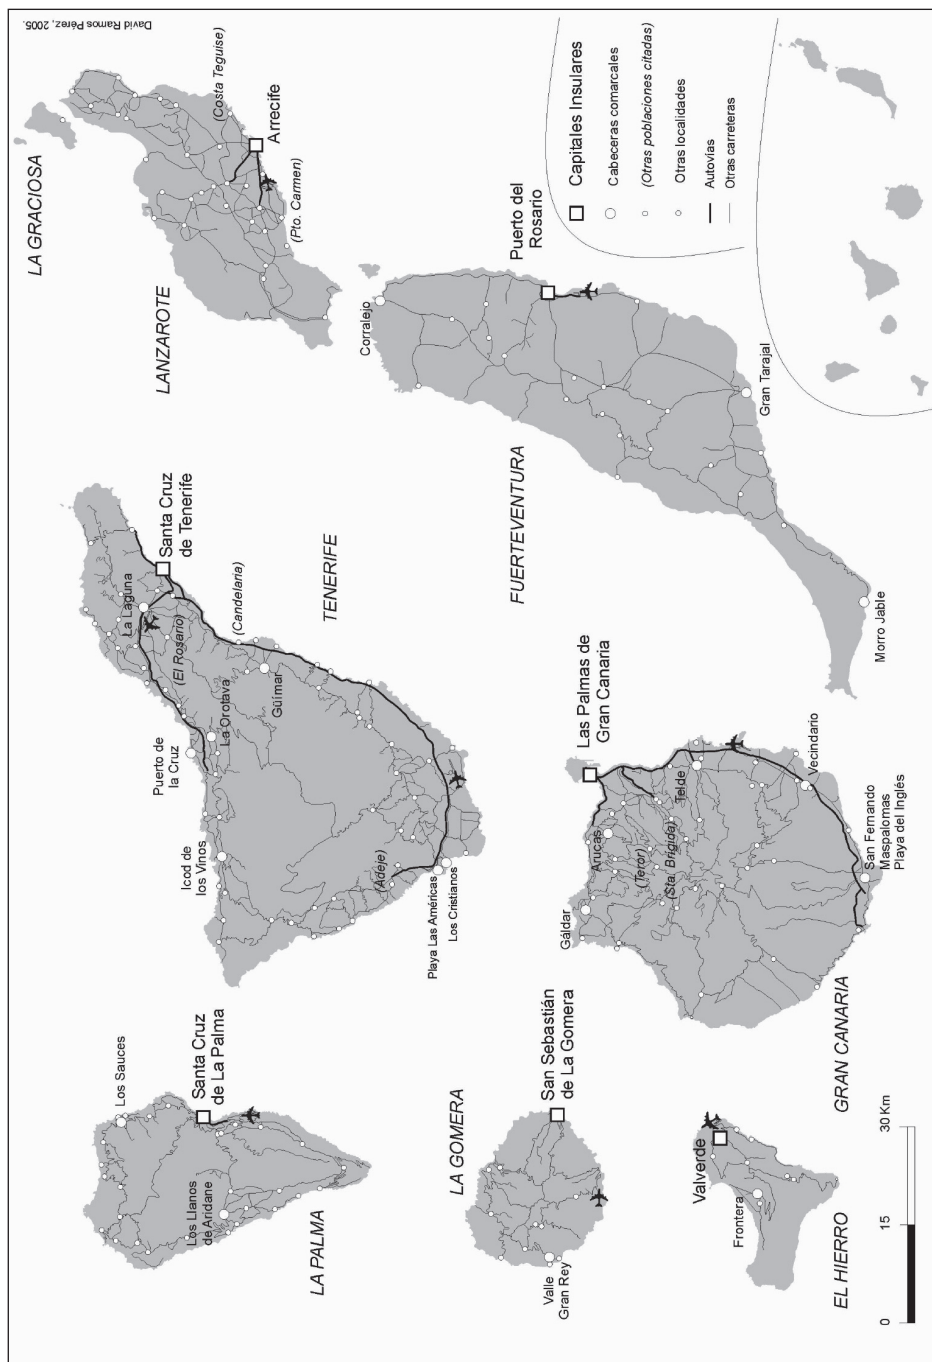 LA PALMA
Los Sauces
Santa Cruz
de La Palma
Los Llanos
de Aridane
LA GOMERA
San Sebastián
de La Gomera
Valle
Gran Rey
EL HIERRO
Valverde
Frontera
0
15
30 Km
TENERIFE
Santa Cruz
de Tenerife
La Laguna
(El Rosario)
(Candelaria)
Güímar
La Orotava
Puerto de
la Cruz
Icod de
los Vinos
(Adeje)
Playa Las Américas
Los Cristianos
GRAN CANARIA
Las Palmas de
Gran Canaria
Arucas
Gáldar
(Teror)
(Sta. Brígida)
Telde
Vecindario
San Fernando
Maspalomas
Playa del Inglés
LA GRACIOSA
LANZAROTE
(Costa Teguise)
Arrecife
(Pto. Carmen)
FUERTEVENTURA
Corralejo
Puerto del
Rosario
Gran Tarajal
Morro Jable
Capitales Insulares
Cabeceras comarcales
(Otras poblaciones citadas)
Otras localidades
Autovías
Otras carreteras
David Ramos Pérez, 2005.